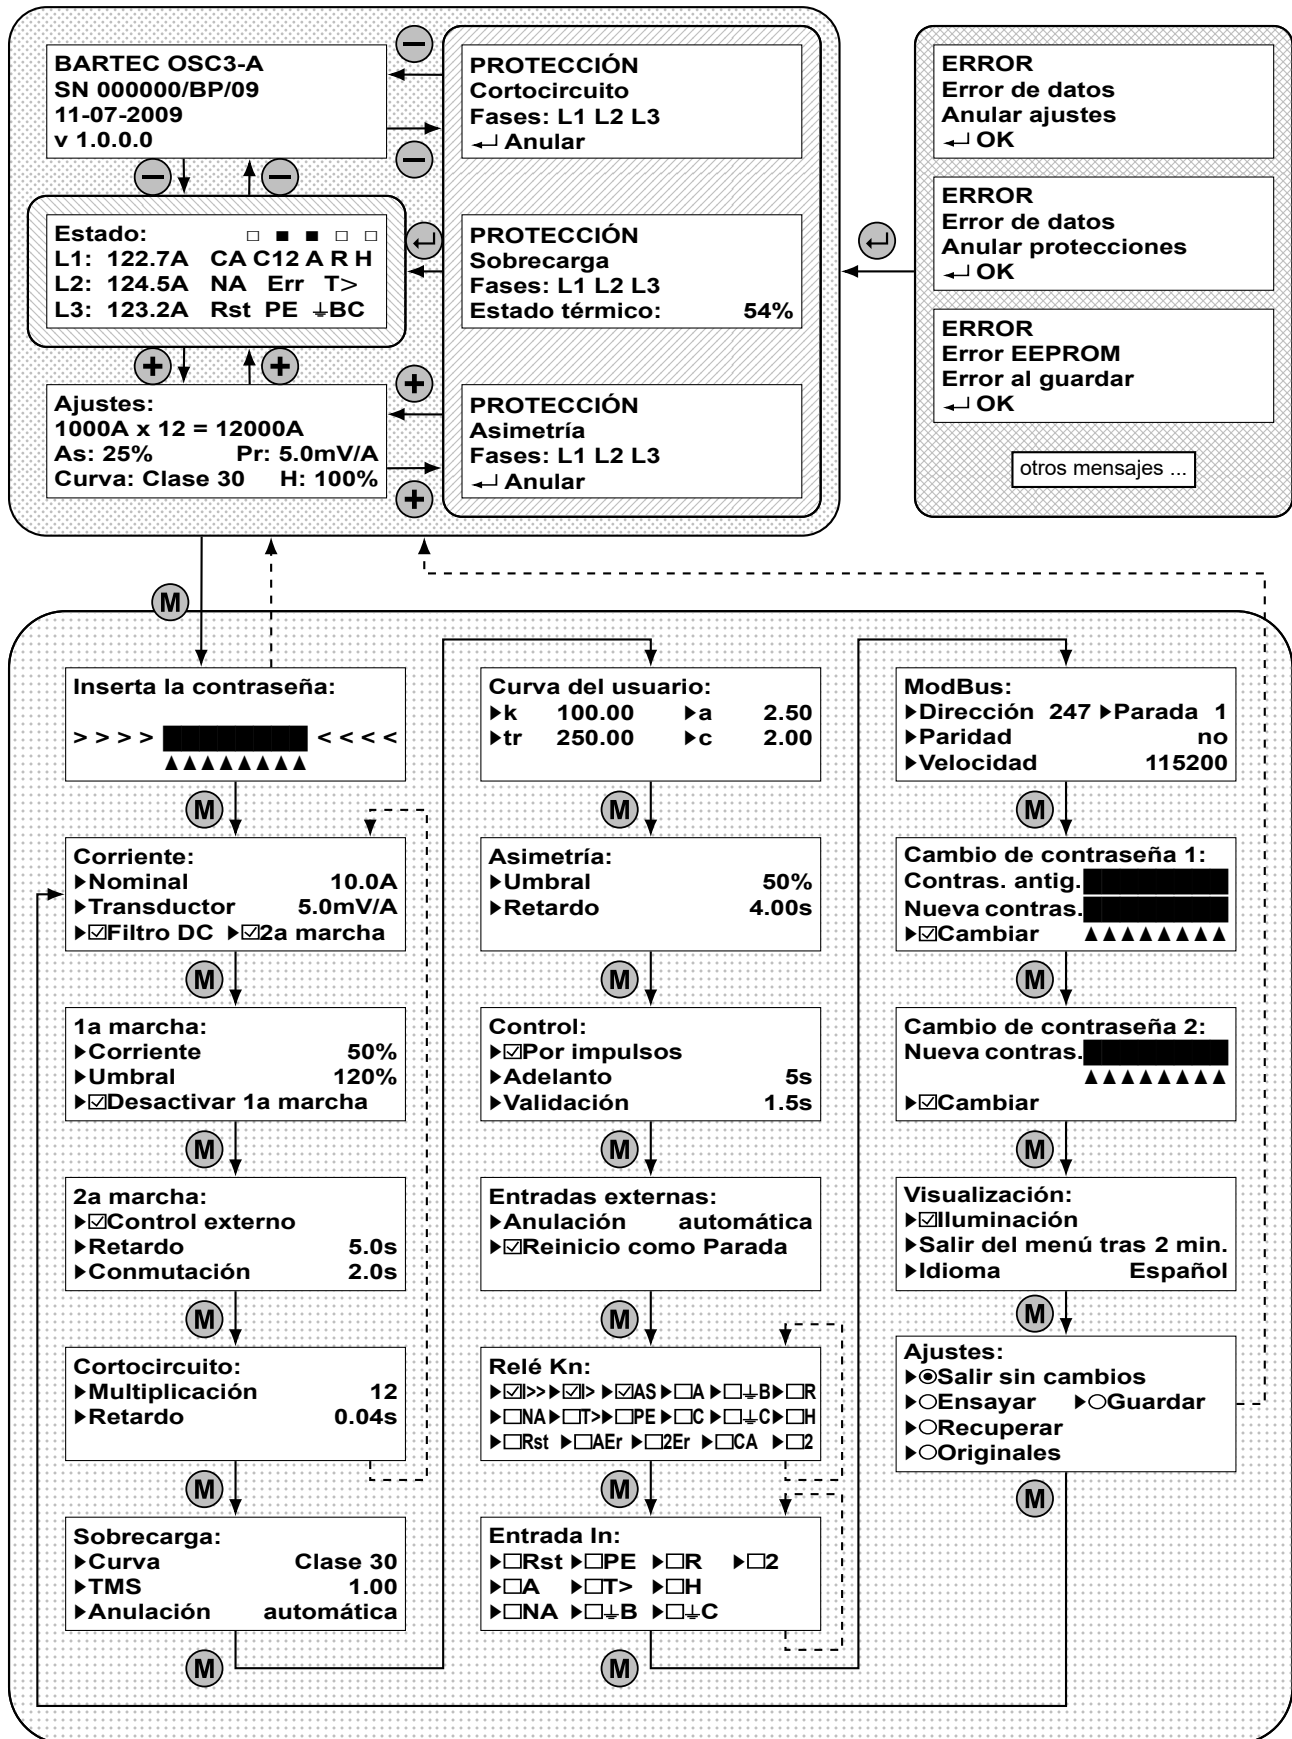 BARTEC OSC3-A
SN 000000/BP/09
11-07-2009
v 1.0.0.0
Estado: □ ■ ■ □ □
L1: 122.7A CA C12 A R H
L2: 124.5A NA Err T>
L3: 123.2A Rst PE ⏚BC
Ajustes:
1000A x 12 = 12000A
As: 25% Pr: 5.0mV/A
Curva: Clase 30 H: 100%
PROTECCIÓN
Cortocircuito
Fases: L1 L2 L3
↵ Anular
PROTECCIÓN
Sobrecarga
Fases: L1 L2 L3
Estado térmico: 54%
PROTECCIÓN
Asimetría
Fases: L1 L2 L3
↵ Anular
ERROR
Error de datos
Anular ajustes
↵ OK
ERROR
Error de datos
Anular protecciones
↵ OK
ERROR
Error EEPROM
Error al guardar
↵ OK
otros mensajes ...
M
Inserta la contraseña:
> > > > < < < <
▲▲▲▲▲▲▲▲
M
Corriente:
▶Nominal 10.0A
▶Transductor 5.0mV/A
▶☑Filtro DC ▶☑2a marcha
M
1a marcha:
▶Corriente 50%
▶Umbral 120%
▶☑Desactivar 1a marcha
M
2a marcha:
▶☑Control externo
▶Retardo 5.0s
▶Conmutación 2.0s
M
Cortocircuito:
▶Multiplicación 12
▶Retardo 0.04s
M
Sobrecarga:
▶Curva Clase 30
▶TMS 1.00
▶Anulación automática
M
Curva del usuario:
▶k 100.00 ▶a 2.50
▶tr 250.00 ▶c 2.00
M
Asimetría:
▶Umbral 50%
▶Retardo 4.00s
M
Control:
▶☑Por impulsos
▶Adelanto 5s
▶Validación 1.5s
M
Entradas externas:
▶Anulación automática
▶☑Reinicio como Parada
M
Relé Kn:
▶☑I>>▶☑I> ▶☑AS▶□A ▶□⏚B▶□R
▶□NA▶□T>▶□PE▶□C▶□⏚C▶□H
▶□Rst ▶□AEr ▶□2Er ▶□CA ▶□2
M
Entrada In:
▶□Rst▶□PE ▶□R ▶□2
▶□A ▶□T> ▶□H
▶□NA ▶□⏚B ▶□⏚C
M
ModBus:
▶Dirección 247 ▶Parada 1
▶Paridad no
▶Velocidad 115200
M
Cambio de contraseña 1:
Contras. antig.
Nueva contras.
▶☑Cambiar ▲▲▲▲▲▲▲▲
M
Cambio de contraseña 2:
Nueva contras.
▲▲▲▲▲▲▲▲
▶☑Cambiar
M
Visualización:
▶☑Iluminación
▶Salir del menú tras 2 min.
▶Idioma Español
M
Ajustes:
▶◉Salir sin cambios
▶○Ensayar ▶○Guardar
▶○Recuperar
▶○Originales
M